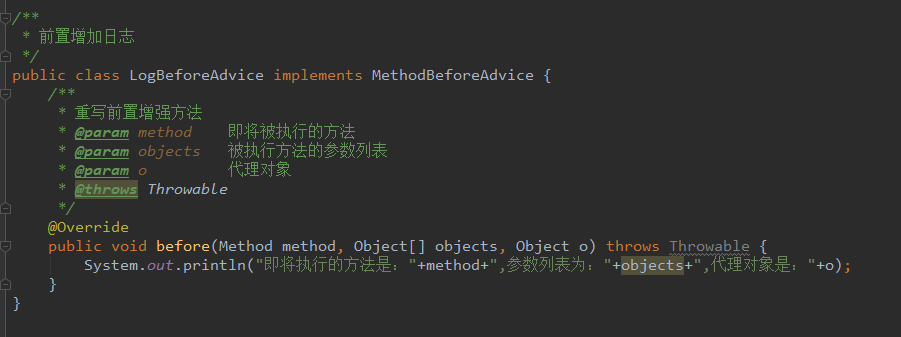 /**
 * 前置增加日志
 */
public class LogBeforeAdvice implements MethodBeforeAdvice {
    /**
     * 重写前置增强方法
     * @param method    即将被执行的方法
     * @param objects   被执行方法的参数列表
     * @param o         代理对象
     * @throws Throwable
     */
    @Override
    public void before(Method method, Object[] objects, Object o) throws Throwable {
        System.out.println("即将执行的方法是："+method+",参数列表为："+objects+",代理对象是："+o);
    }
}